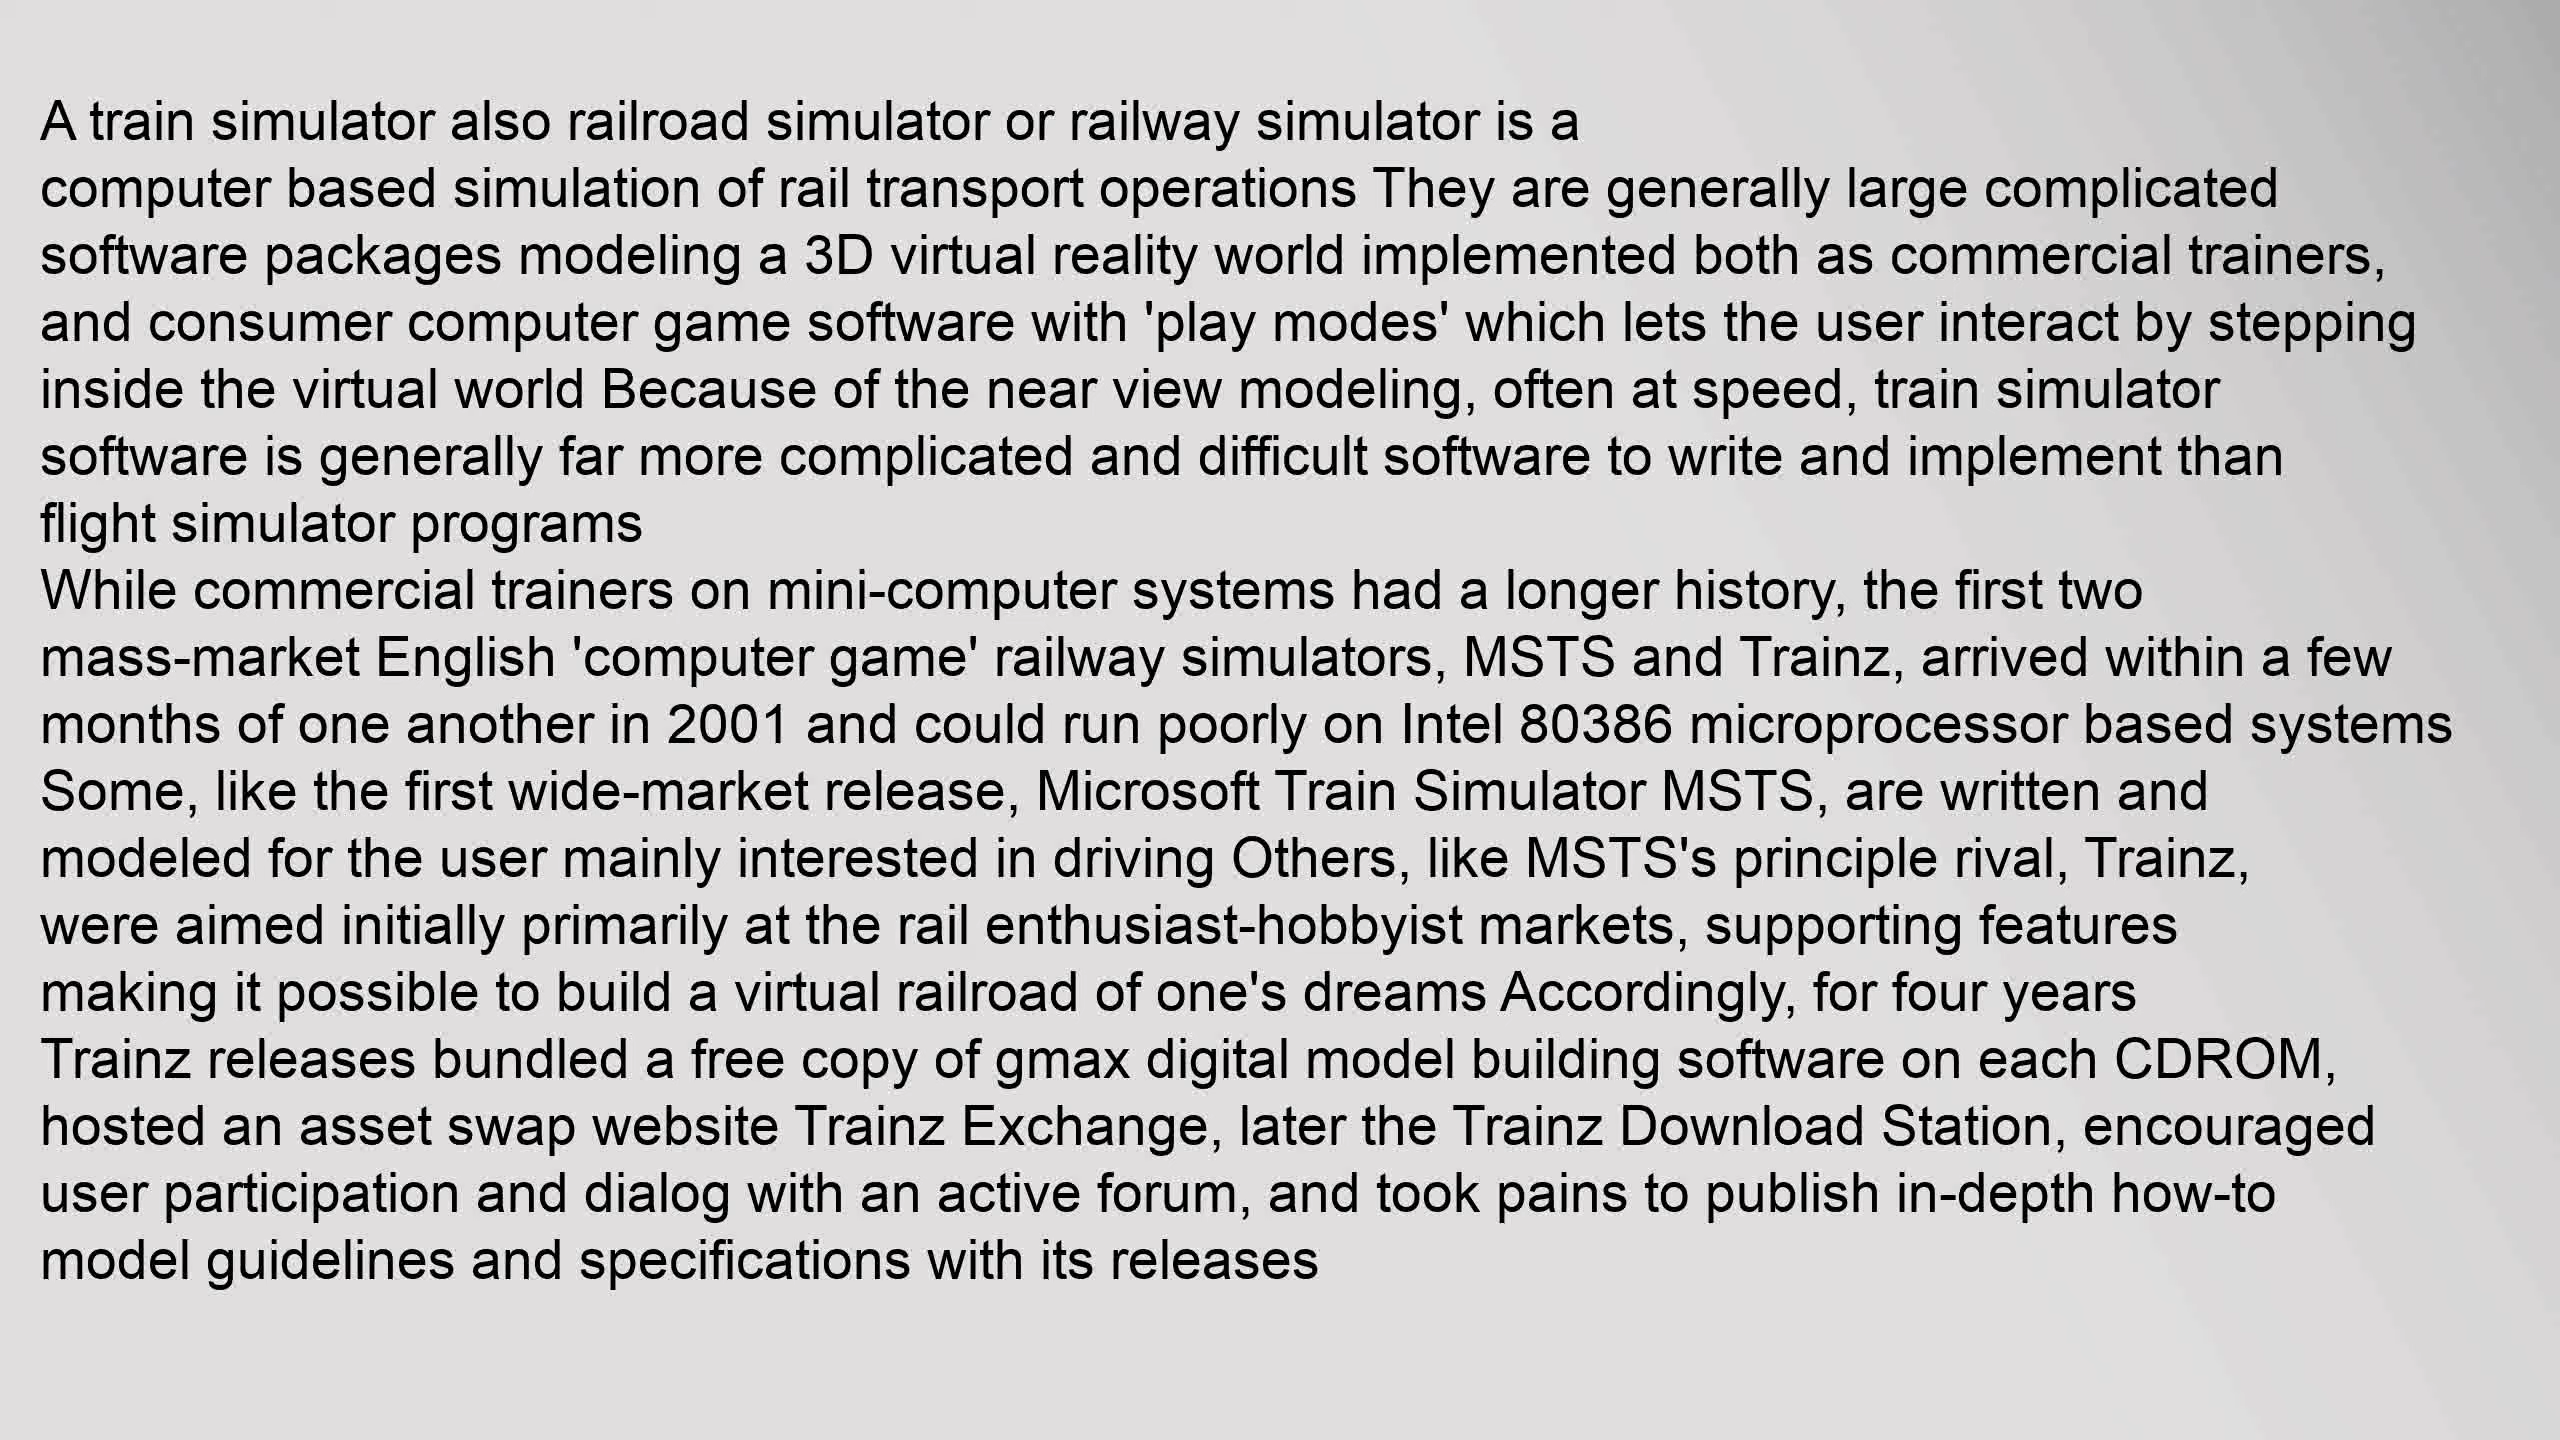 A train simulator also railroad simulator or railway simulator is a
computer based simulation of rail transport operations They are generally large complicated
software packages modeling a 3D virtual reality world implemented both as commercial trainers,
and consumer computer game software with 'play modes' which lets the user interact by stepping
inside the virtual world Because of the near view modeling, often at speed, train simulator
software is generally far more complicated and difficult software to write and implement than
flight simulator programs
While commercial trainers on mini-computer systems had a longer history, the first two
mass-market English 'computer game' railway simulators, MSTS and Trainz, arrived within a few
months of one another in 2001 and could run poorly on Intel 80386 microprocessor based systems
Some, like the first wide-market release, Microsoft Train Simulator MSTS, are written and
modeled for the user mainly interested in driving Others, like MSTS's principle rival, Trainz,
were aimed initially primarily at the rail enthusiast-hobbyist markets, supporting features
making it possible to build a virtual railroad of one's dreams Accordingly, for four years
Trainz releases bundled a free copy of gmax digital model building software on each CDROM,
hosted an asset swap website Trainz Exchange, later the Trainz Download Station, encouraged
user participation and dialog with an active forum, and took pains to publish in-depth how-to
model guidelines and specifications with its releases